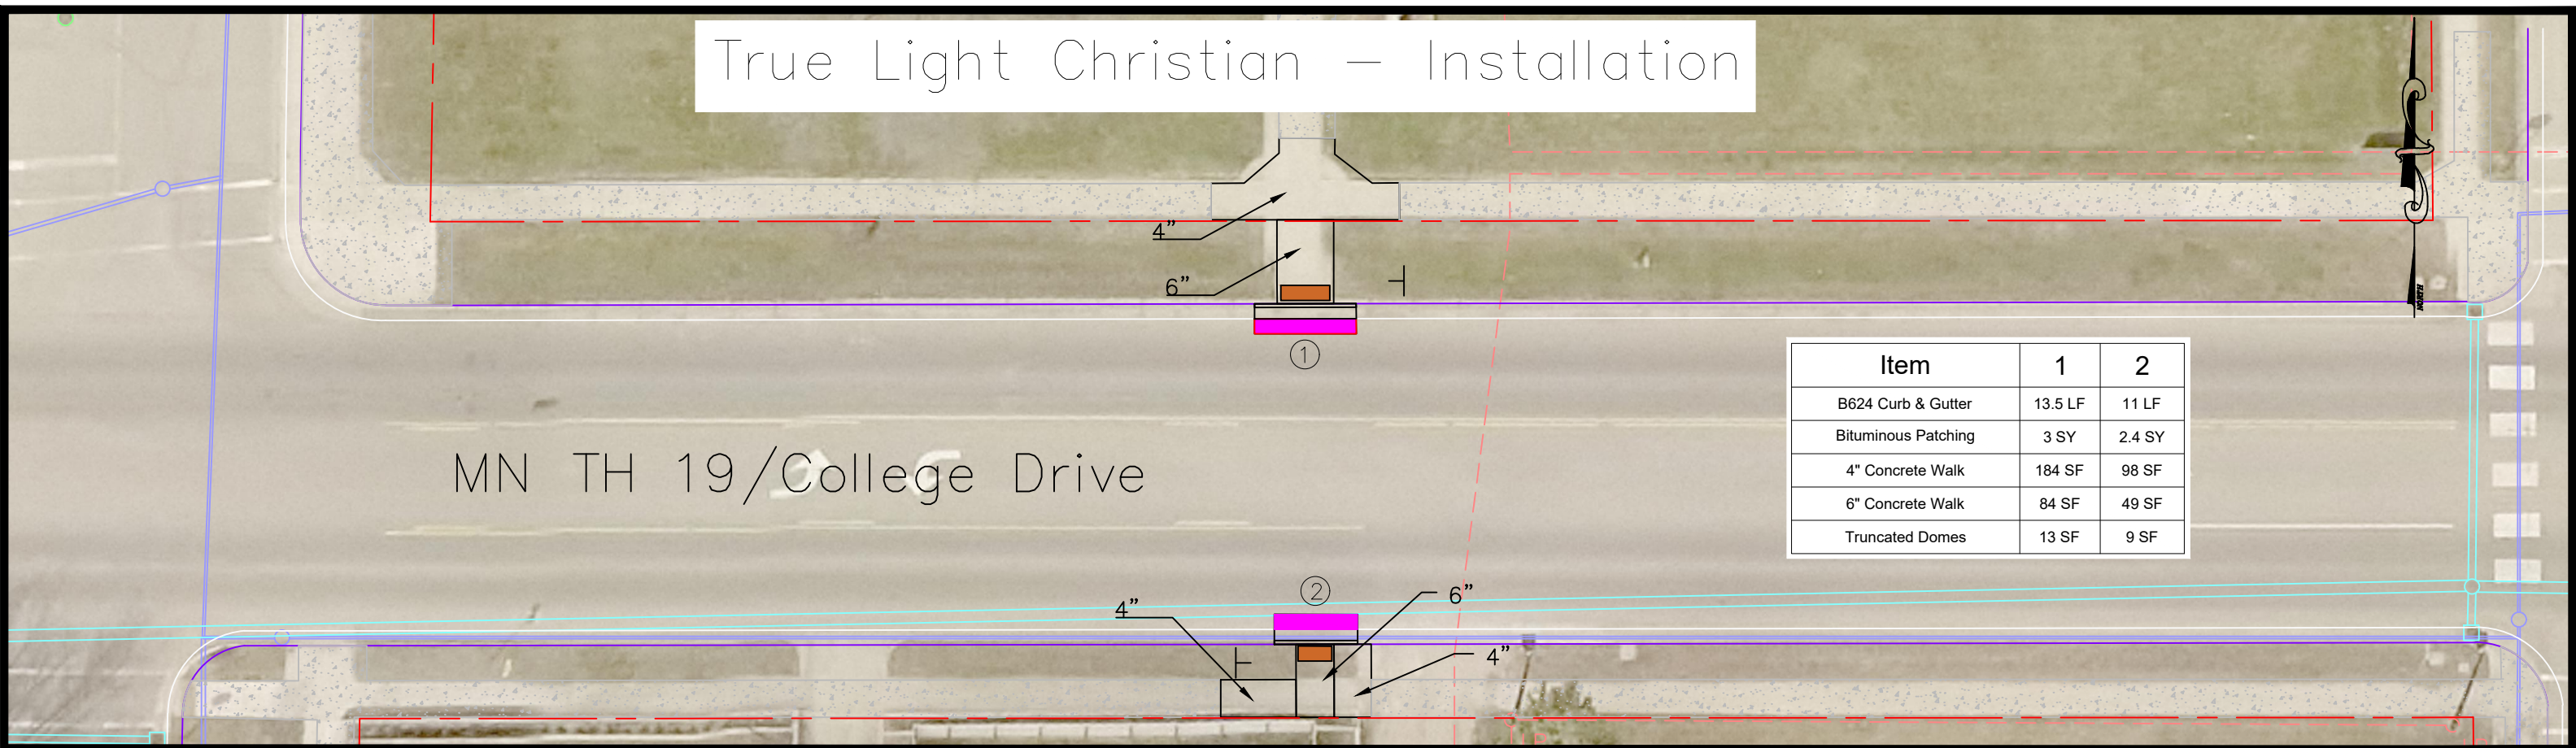 True Light Christian – Installation
4"
6"
1
NORTH
Item 1 2
B624 Curb & Gutter 13.5 LF 11 LF
Bituminous Patching 3 SY 2.4 SY
4" Concrete Walk 184 SF 98 SF
6" Concrete Walk 84 SF 49 SF
Truncated Domes 13 SF 9 SF
MN TH 19/College Drive
2
6"
4"
4"